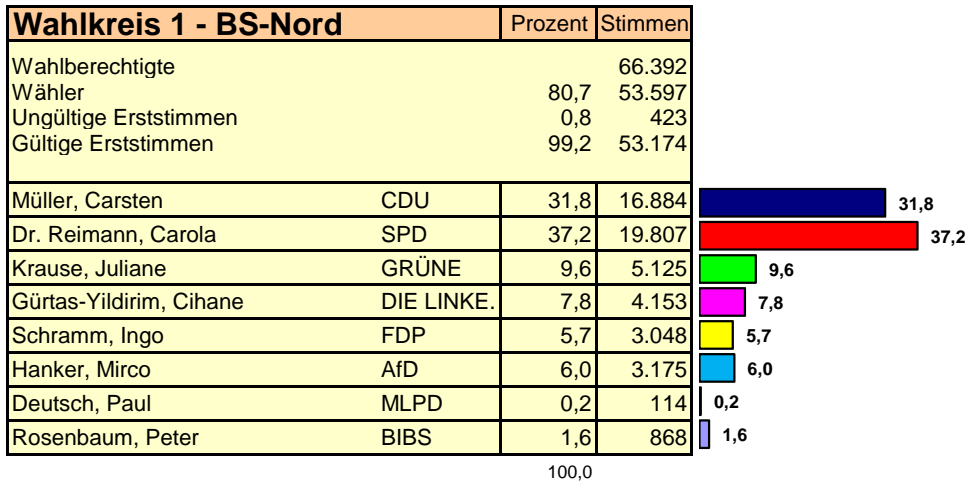 Wahlkreis 1 - BS-Nord Prozent Stimmen
Wahlberechtigte 66.392
Wähler 80,7 53.597
Ungültige Erststimmen 0,8 423
Gültige Erststimmen 99,2 53.174
Müller, Carsten CDU 31,8 16.884 31,8
Dr. Reimann, Carola SPD 37,2 19.807 37,2
Krause, Juliane GRÜNE 9,6 5.125 9,6
Gürtas-Yildirim, Cihane DIE LINKE. 7,8 4.153 7,8
Schramm, Ingo FDP 5,7 3.048 5,7
Hanker, Mirco AfD 6,0 3.175 6,0
Deutsch, Paul MLPD 0,2 114 0,2
Rosenbaum, Peter BIBS 1,6 868 1,6
100,0